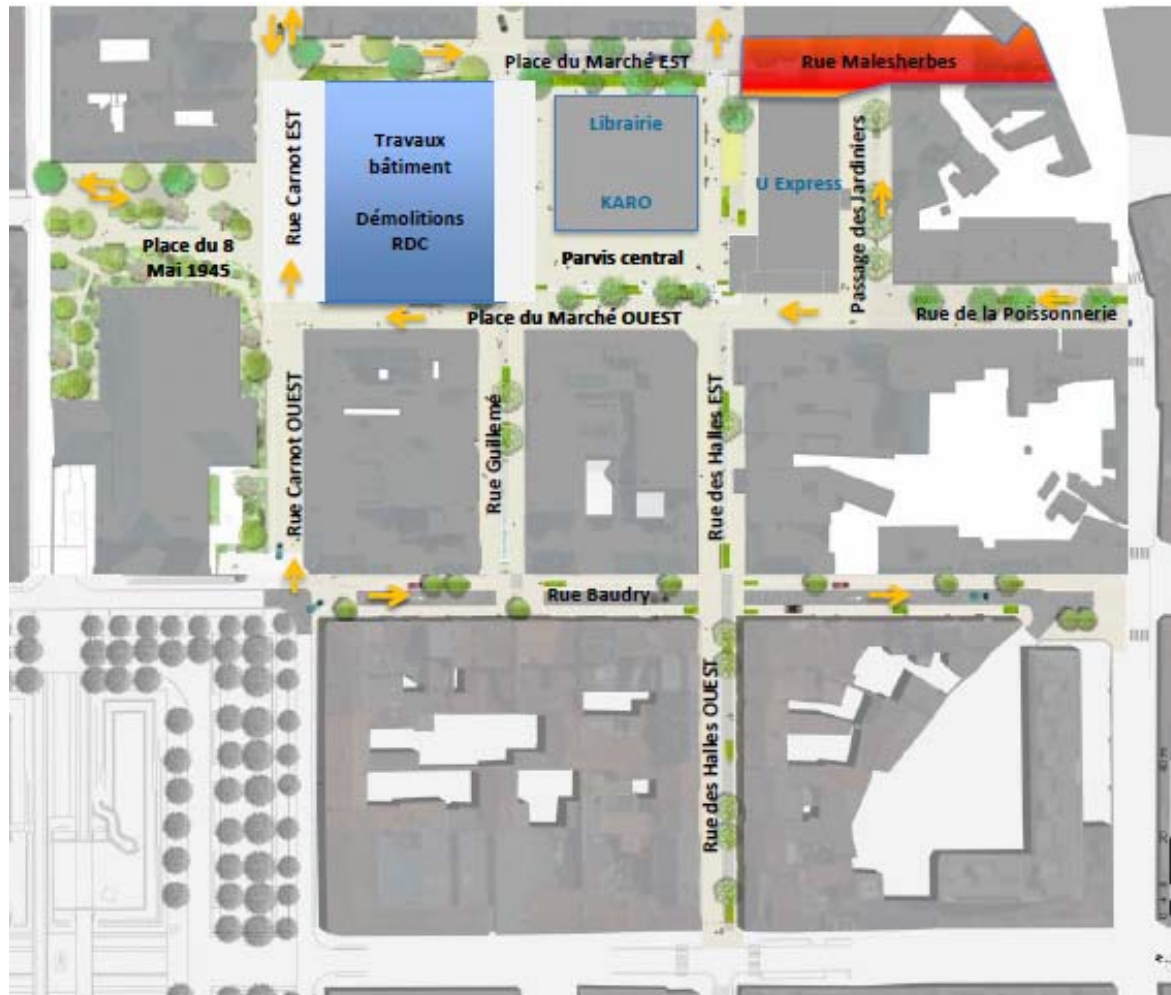 Place du Marché EST
Rue Malesherbes
Rue Carnot EST
Travaux
bâtiment
Démolitions
RDC
Librairie
KARO
U Express
Passage des Jardiniers
Place du 8
Mai 1945
Parvis central
Place du Marché OUEST
Rue de la Poissonnerie
Rue Carnot OUEST
Rue Guillemé
Rue des Halles EST
Rue Baudry
Rue des Halles OUEST